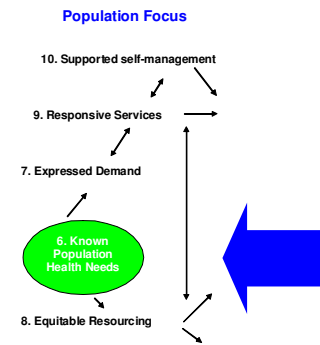 Population Focus
10. Supported self-management
9. Responsive Services
7. Expressed Demand
6. Known
Population
Health Needs
8. Equitable Resourcing